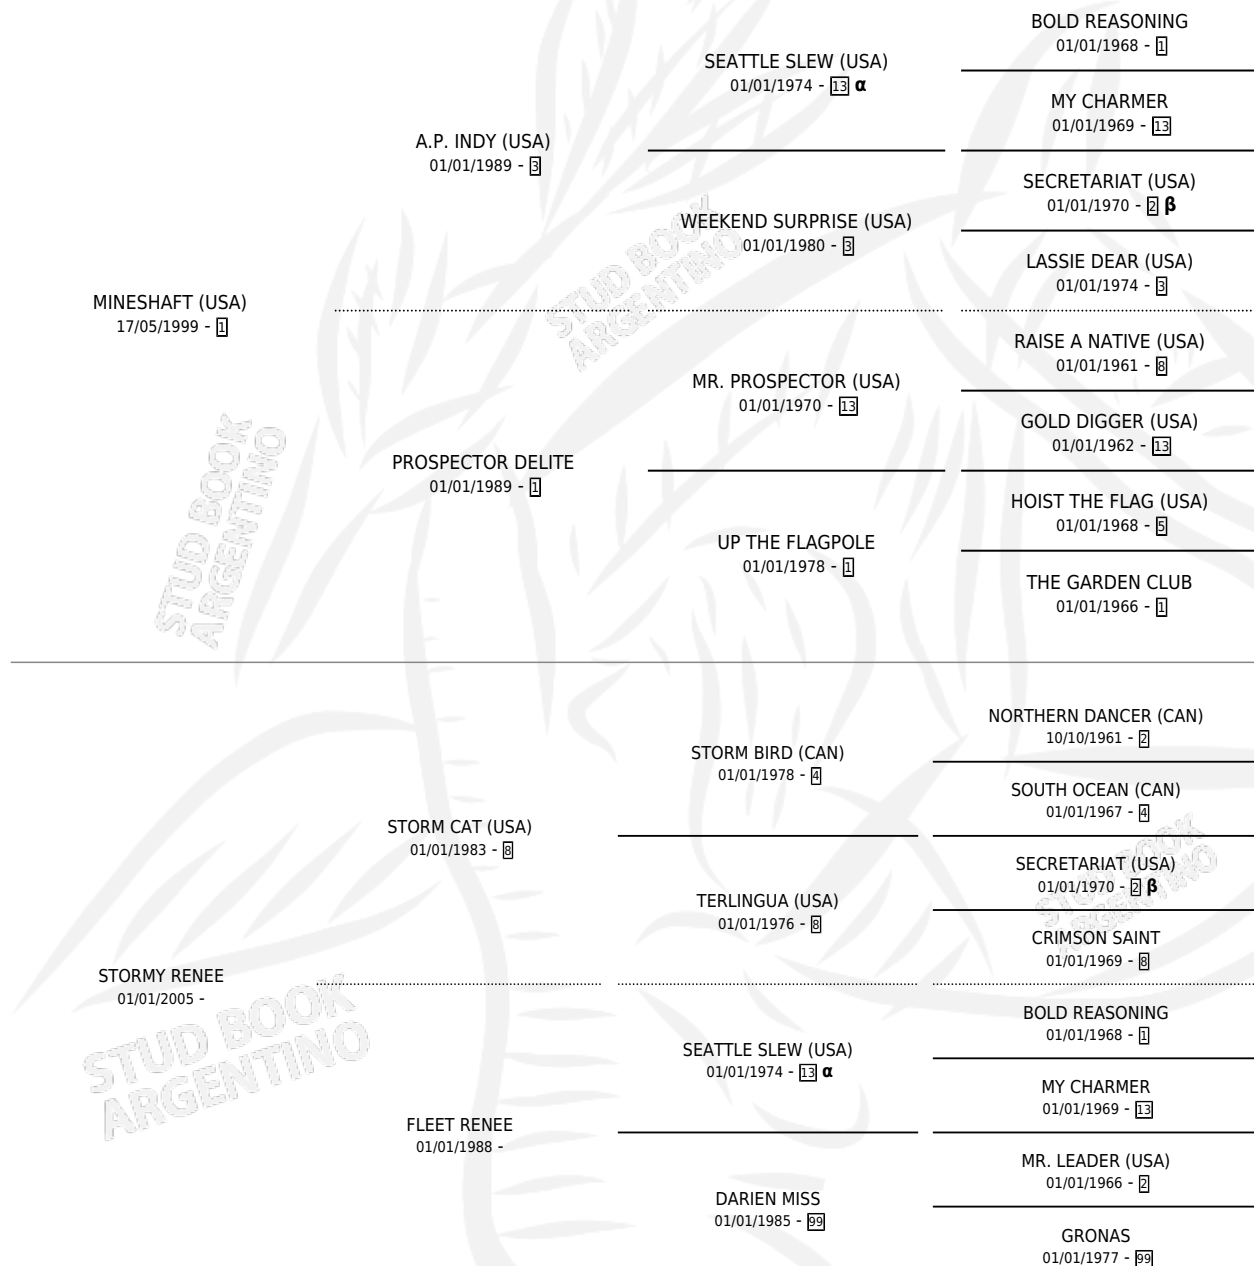 BOLD REASONING
01/01/1968 - 1
SEATTLE SLEW (USA)
01/01/1974 - 13 α
MY CHARMER
01/01/1969 - 13
A.P. INDY (USA)
01/01/1989 - 3
SECRETARIAT (USA)
01/01/1970 - 2 β
WEEKEND SURPRISE (USA)
01/01/1980 - 3
LASSIE DEAR (USA)
01/01/1974 - 3
MINESHAFT (USA)
17/05/1999 - 1
RAISE A NATIVE (USA)
01/01/1961 - 8
MR. PROSPECTOR (USA)
01/01/1970 - 13
GOLD DIGGER (USA)
01/01/1962 - 13
PROSPECTOR DELITE
01/01/1989 - 1
HOIST THE FLAG (USA)
01/01/1968 - 5
UP THE FLAGPOLE
01/01/1978 - 1
THE GARDEN CLUB
01/01/1966 - 1
NORTHERN DANCER (CAN)
10/10/1961 - 2
STORM BIRD (CAN)
01/01/1978 - 4
SOUTH OCEAN (CAN)
01/01/1967 - 4
STORM CAT (USA)
01/01/1983 - 8
SECRETARIAT (USA)
01/01/1970 - 2 β
TERLINGUA (USA)
01/01/1976 - 8
CRIMSON SAINT
01/01/1969 - 8
STORMY RENEE
01/01/2005 -
BOLD REASONING
01/01/1968 - 1
SEATTLE SLEW (USA)
01/01/1974 - 13 α
MY CHARMER
01/01/1969 - 13
FLEET RENEE
01/01/1988 -
MR. LEADER (USA)
01/01/1966 - 2
DARIEN MISS
01/01/1985 - 99
GRONAS
01/01/1977 - 99
STUD BOOK
ARGENTINO
STUD BOOK
ARGENTINO
STUD BOOK
ARGENTINO
STUD BOOK
ARGENTINO